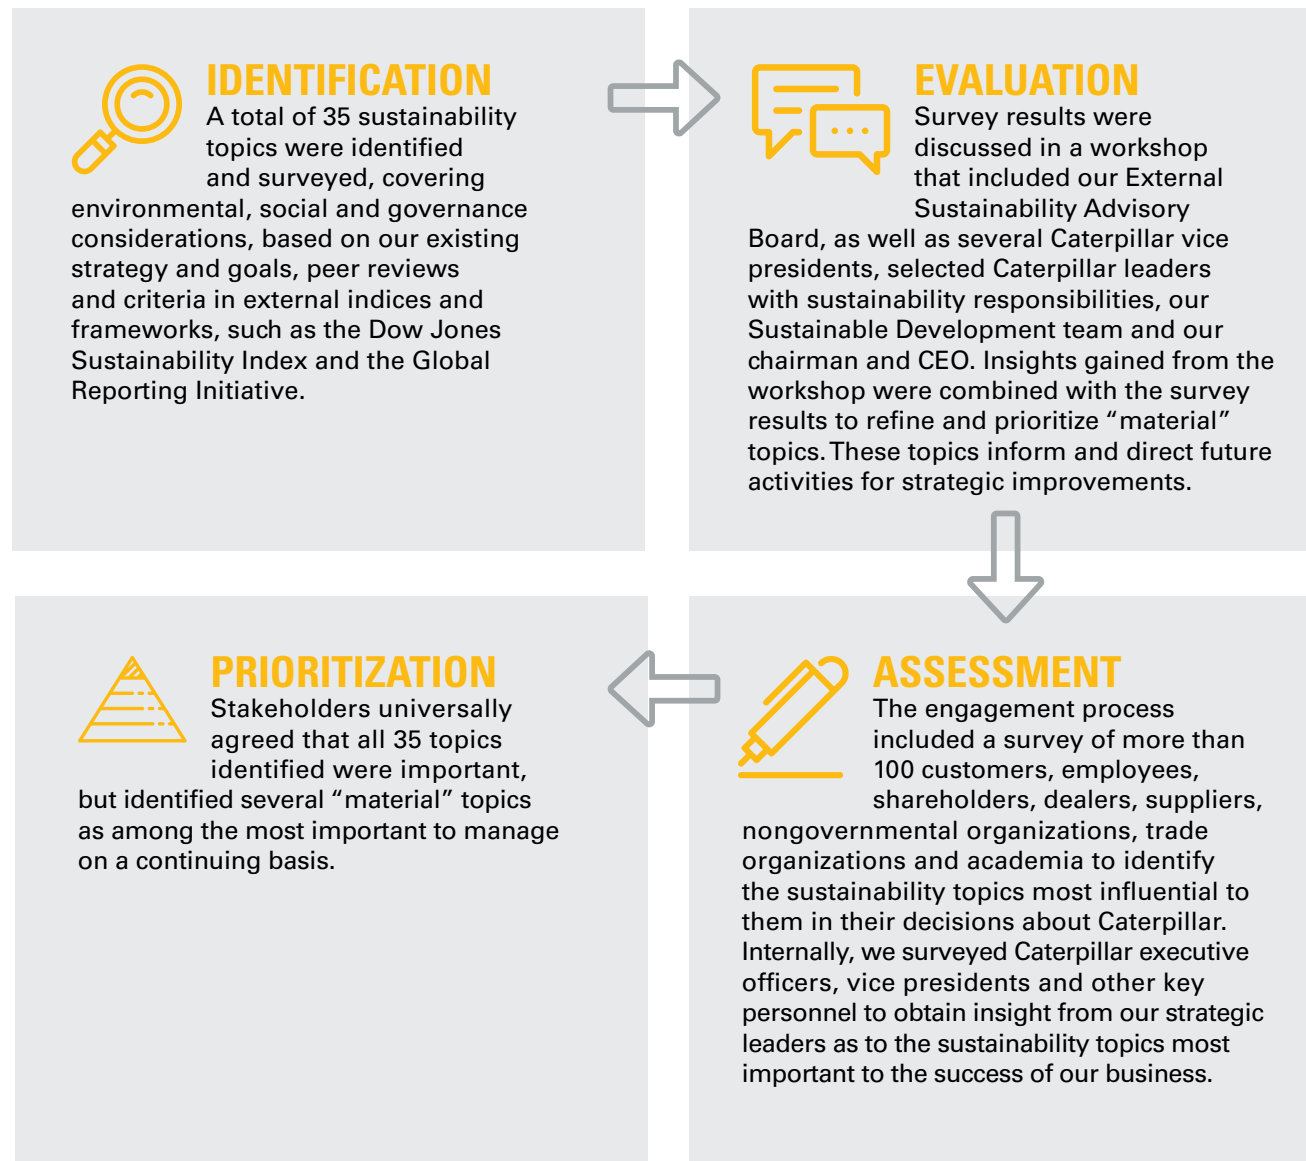 IDENTIFICATION
A total of 35 sustainability
topics were identified
and surveyed, covering
environmental, social and governance
considerations, based on our existing
strategy and goals, peer reviews
and criteria in external indices and
frameworks, such as the Dow Jones
Sustainability Index and the Global
Reporting Initiative.
EVALUATION
Survey results were
discussed in a workshop
that included our External
Sustainability Advisory
Board, as well as several Caterpillar vice
presidents, selected Caterpillar leaders
with sustainability responsibilities, our
Sustainable Development team and our
chairman and CEO. Insights gained from the
workshop were combined with the survey
results to refine and prioritize “material”
topics. These topics inform and direct future
activities for strategic improvements.
ASSESSMENT
The engagement process
included a survey of more than
100 customers, employees,
shareholders, dealers, suppliers,
nongovernmental organizations, trade
organizations and academia to identify
the sustainability topics most influential to
them in their decisions about Caterpillar.
Internally, we surveyed Caterpillar executive
officers, vice presidents and other key
personnel to obtain insight from our strategic
leaders as to the sustainability topics most
important to the success of our business.
PRIORITIZATION
Stakeholders universally
agreed that all 35 topics
identified were important,
but identified several “material” topics
as among the most important to manage
on a continuing basis.